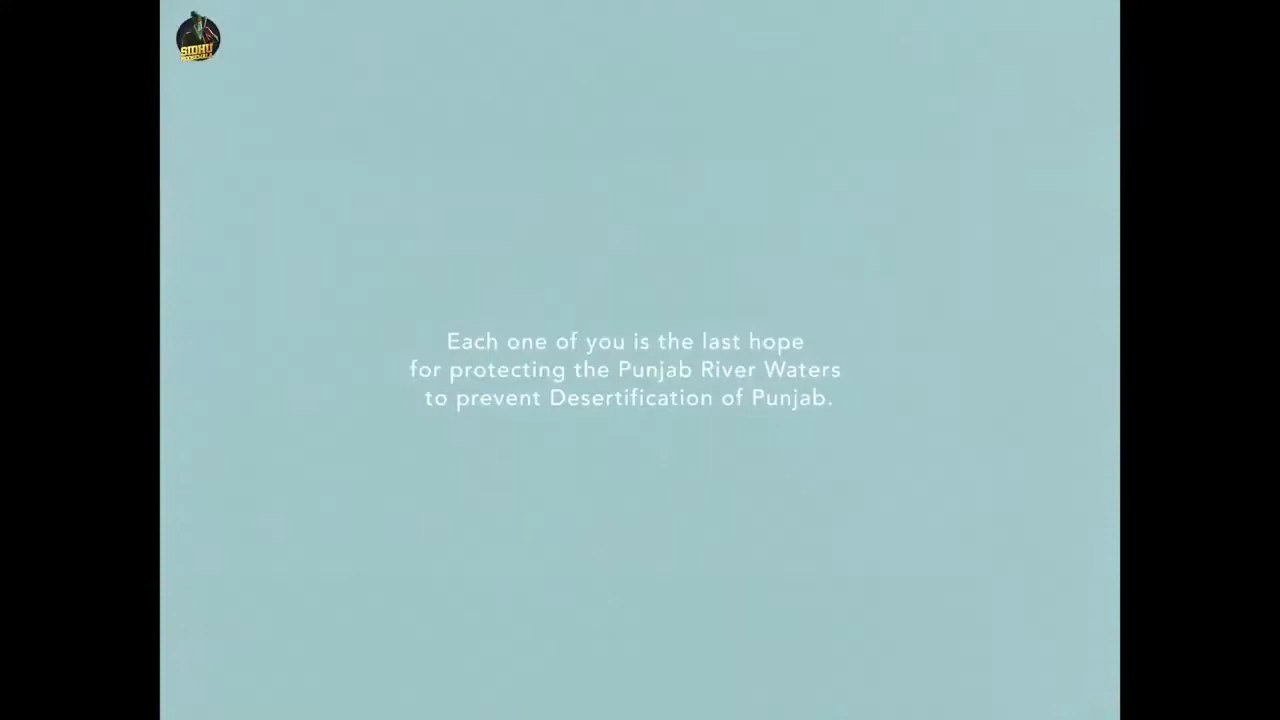 SIDHU
MOOSEWALA
Each one of you is the last hope
for protecting the Punjab River Waters
to prevent Desertification of Punjab.